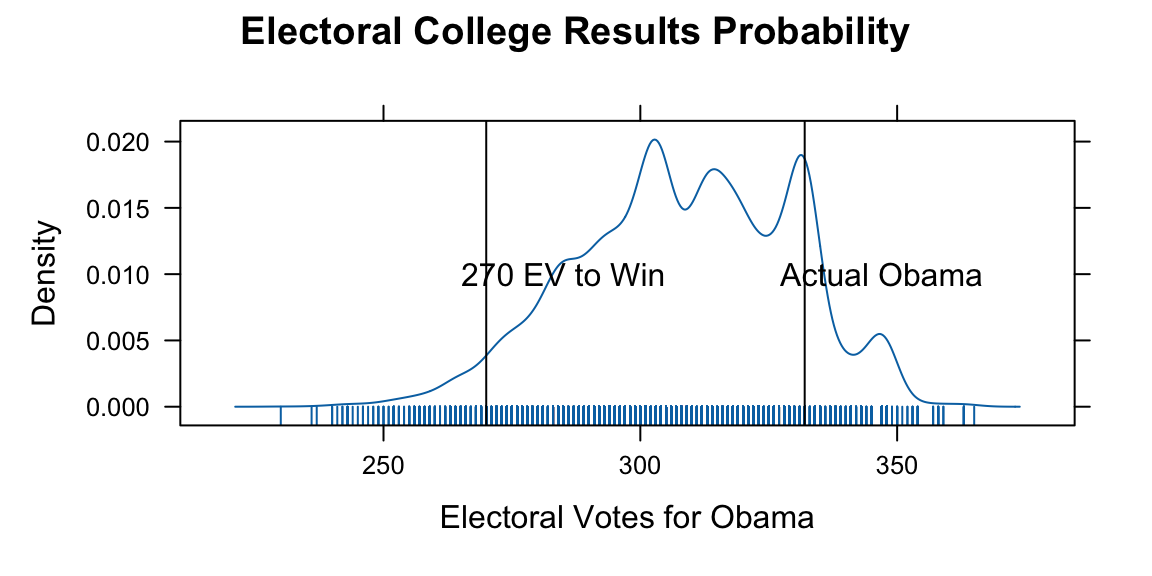 Electoral College Results Probability
0.020
0.015
0.010
0.005
0.000
Density
270 EV to Win
Actual Obama
250
300
350
Electoral Votes for Obama